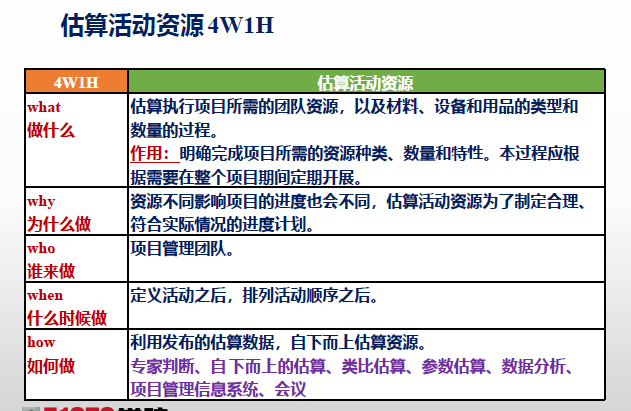 估算活动资源 4W1H
4W1H
估算活动资源
what
做什么
估算执行项目所需的团队资源，以及材料、设备和用品的类型和
数量的过程。
作用：明确完成项目所需的资源种类、数量和特性。本过程应根
据需要在整个项目期间定期开展。
why
为什么做
资源不同影响项目的进度也会不同，估算活动资源为了制定合理、
符合实际情况的进度计划。
who
谁来做
项目管理团队。
when
什么时候做
定义活动之后，排列活动顺序之后。
how
如何做
利用发布的估算数据，自下而上估算资源。
专家判断、自下而上的估算、类比估算、参数估算、数据分析、
项目管理信息系统、会议